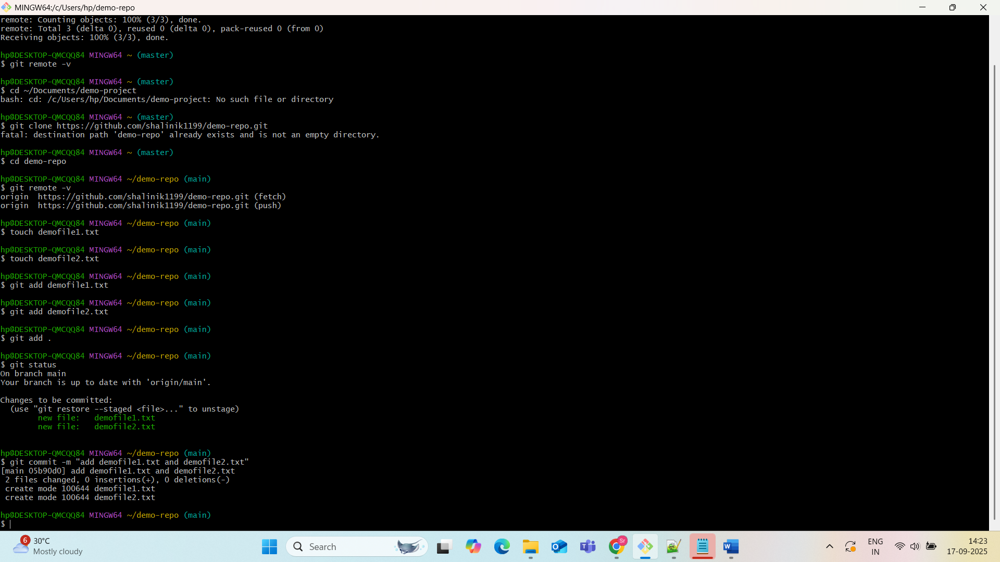 MINGW64:/c/Users/hp/demo-repo
remote: Counting objects: 100% (3/3), done.
remote: Total 3 (delta 0), reused 0 (delta 0), pack-reused 0 (from 0)
Receiving objects: 100% (3/3), done.
hp@DESKTOP-QMCQQ84 MINGW64 ~ (master)
$ git remote -v
hp@DESKTOP-QMCQQ84 MINGW64 ~ (master)
$ cd ~/Documents/demo-project
bash: cd: /c/Users/hp/Documents/demo-project: No such file or directory
hp@DESKTOP-QMCQQ84 MINGW64 ~ (master)
$ git clone https://github.com/shalinik1199/demo-repo.git
fatal: destination path 'demo-repo' already exists and is not an empty directory.
hp@DESKTOP-QMCQQ84 MINGW64 ~ (master)
$ cd demo-repo
hp@DESKTOP-QMCQQ84 MINGW64 ~/demo-repo (main)
$ git remote -v
origin  https://github.com/shalinik1199/demo-repo.git (fetch)
origin  https://github.com/shalinik1199/demo-repo.git (push)
hp@DESKTOP-QMCQQ84 MINGW64 ~/demo-repo (main)
$ touch demofile1.txt
hp@DESKTOP-QMCQQ84 MINGW64 ~/demo-repo (main)
$ touch demofile2.txt
hp@DESKTOP-QMCQQ84 MINGW64 ~/demo-repo (main)
$ git add demofile1.txt
hp@DESKTOP-QMCQQ84 MINGW64 ~/demo-repo (main)
$ git add demofile2.txt
hp@DESKTOP-QMCQQ84 MINGW64 ~/demo-repo (main)
$ git add .
hp@DESKTOP-QMCQQ84 MINGW64 ~/demo-repo (main)
$ git status
On branch main
Your branch is up to date with 'origin/main'.
Changes to be committed:
  (use "git restore --staged <file>..." to unstage)
        new file:   demofile1.txt
        new file:   demofile2.txt
hp@DESKTOP-QMCQQ84 MINGW64 ~/demo-repo (main)
$ git commit -m "add demofile1.txt and demofile2.txt"
[main 05b90d0] add demofile1.txt and demofile2.txt
 2 files changed, 0 insertions(+), 0 deletions(-)
 create mode 100644 demofile1.txt
 create mode 100644 demofile2.txt
hp@DESKTOP-QMCQQ84 MINGW64 ~/demo-repo (main)
$
6
30°C
Mostly cloudy
Search
Sr
ENG
IN
14:23
17-09-2025